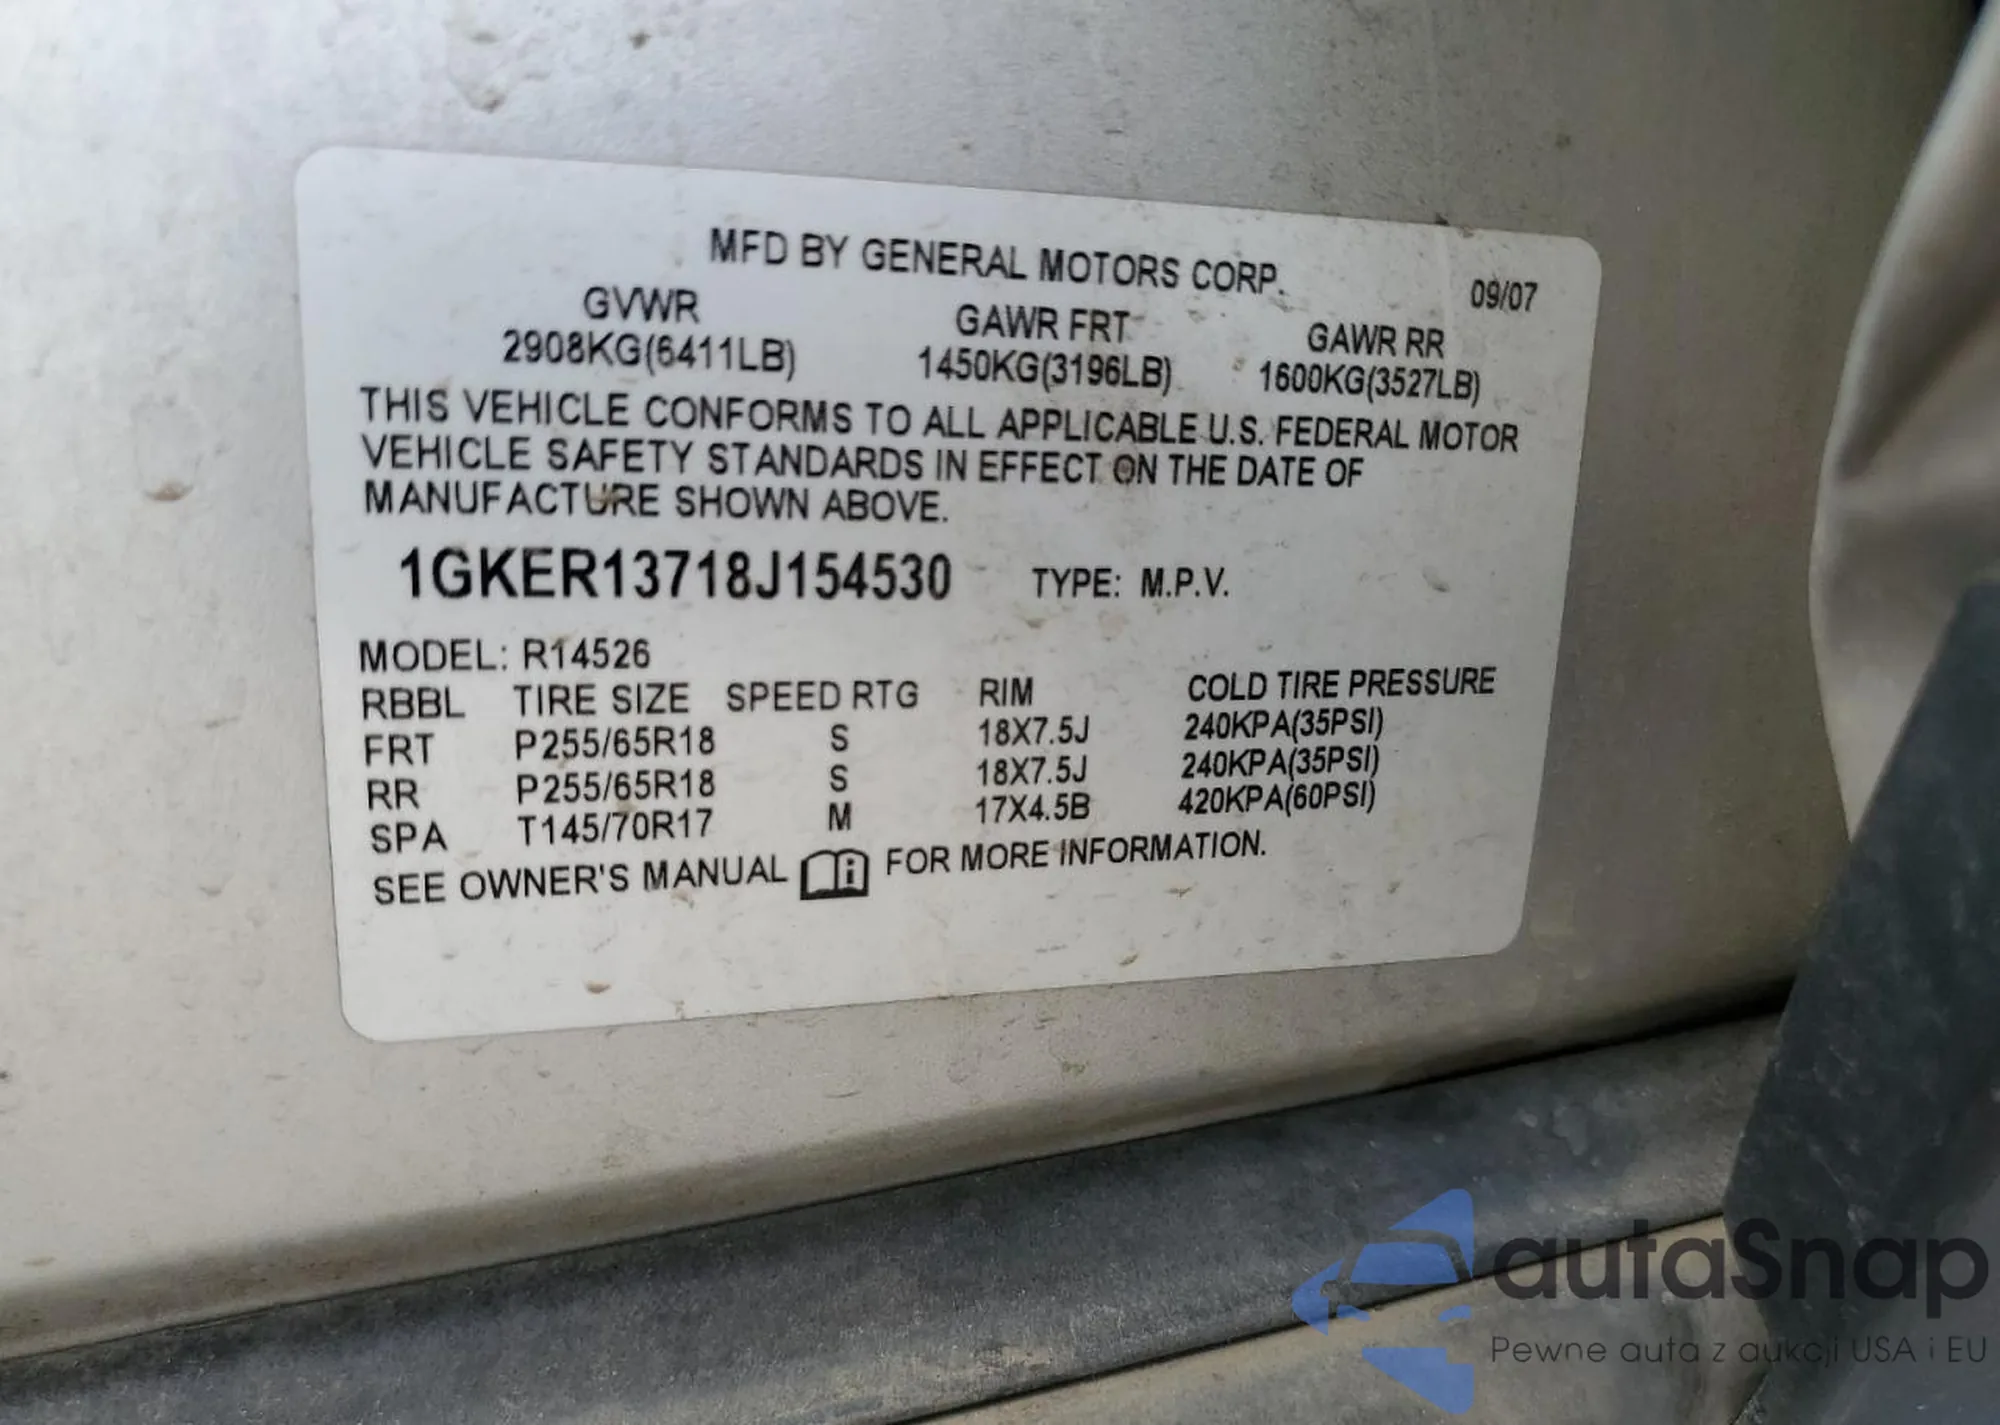 MFD BY GENERAL MOTORS CORP. 09/07
GVWR GAWR FRT GAWR RR
2908KG(6411LB) 1450KG(3196LB) 1600KG(3527LB)
THIS VEHICLE CONFORMS TO ALL APPLICABLE U.S. FEDERAL MOTOR
VEHICLE SAFETY STANDARDS IN EFFECT ON THE DATE OF
MANUFACTURE SHOWN ABOVE.
1GKER13718J154530 TYPE: M.P.V.
MODEL: R14526
RBBL TIRE SIZE SPEED RTG RIM COLD TIRE PRESSURE
FRT P255/65R18 S 18X7.5J 240KPA(35PSI)
RR P255/65R18 S 18X7.5J 240KPA(35PSI)
SPA T145/70R17 M 17X4.5B 420KPA(60PSI)
SEE OWNER'S MANUAL FOR MORE INFORMATION.
autaSnap
Pewne auta z aukcji USA i EU